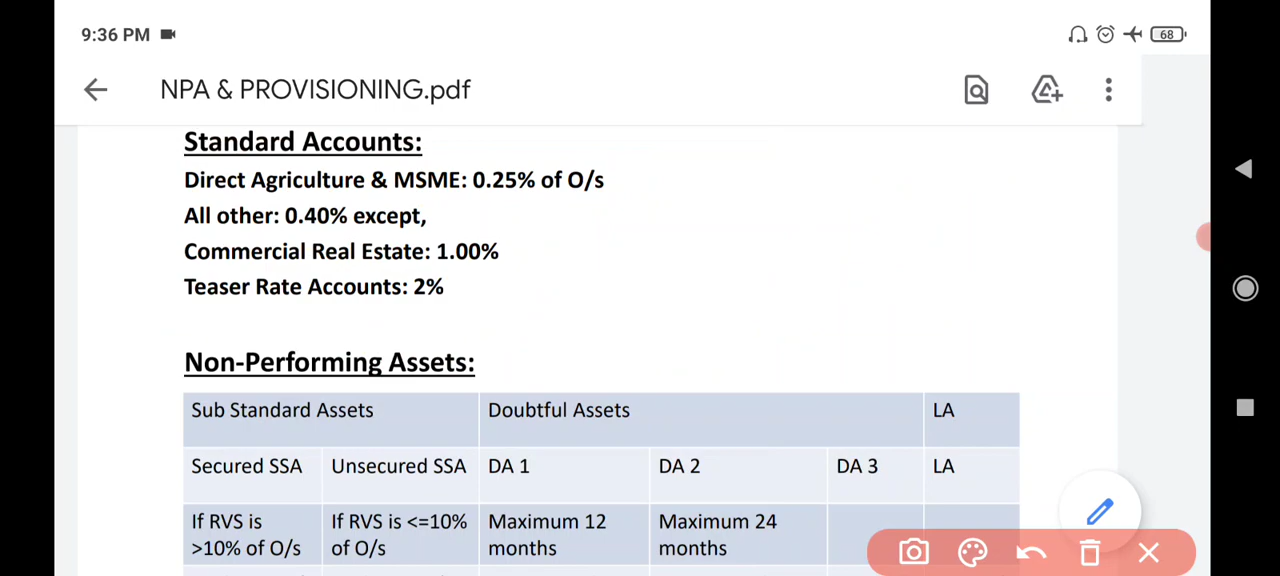 9:36 PM
68
NPA & PROVISIONING.pdf
Standard Accounts:
Direct Agriculture & MSME: 0.25% of O/s
All other: 0.40% except,
Commercial Real Estate: 1.00%
Teaser Rate Accounts: 2%
Non-Performing Assets:
Sub Standard Assets Doubtful Assets LA
Secured SSA Unsecured SSA DA 1 DA 2 DA 3 LA
If RVS is If RVS is <=10% Maximum 12 Maximum 24
>10% of O/s of O/s months months